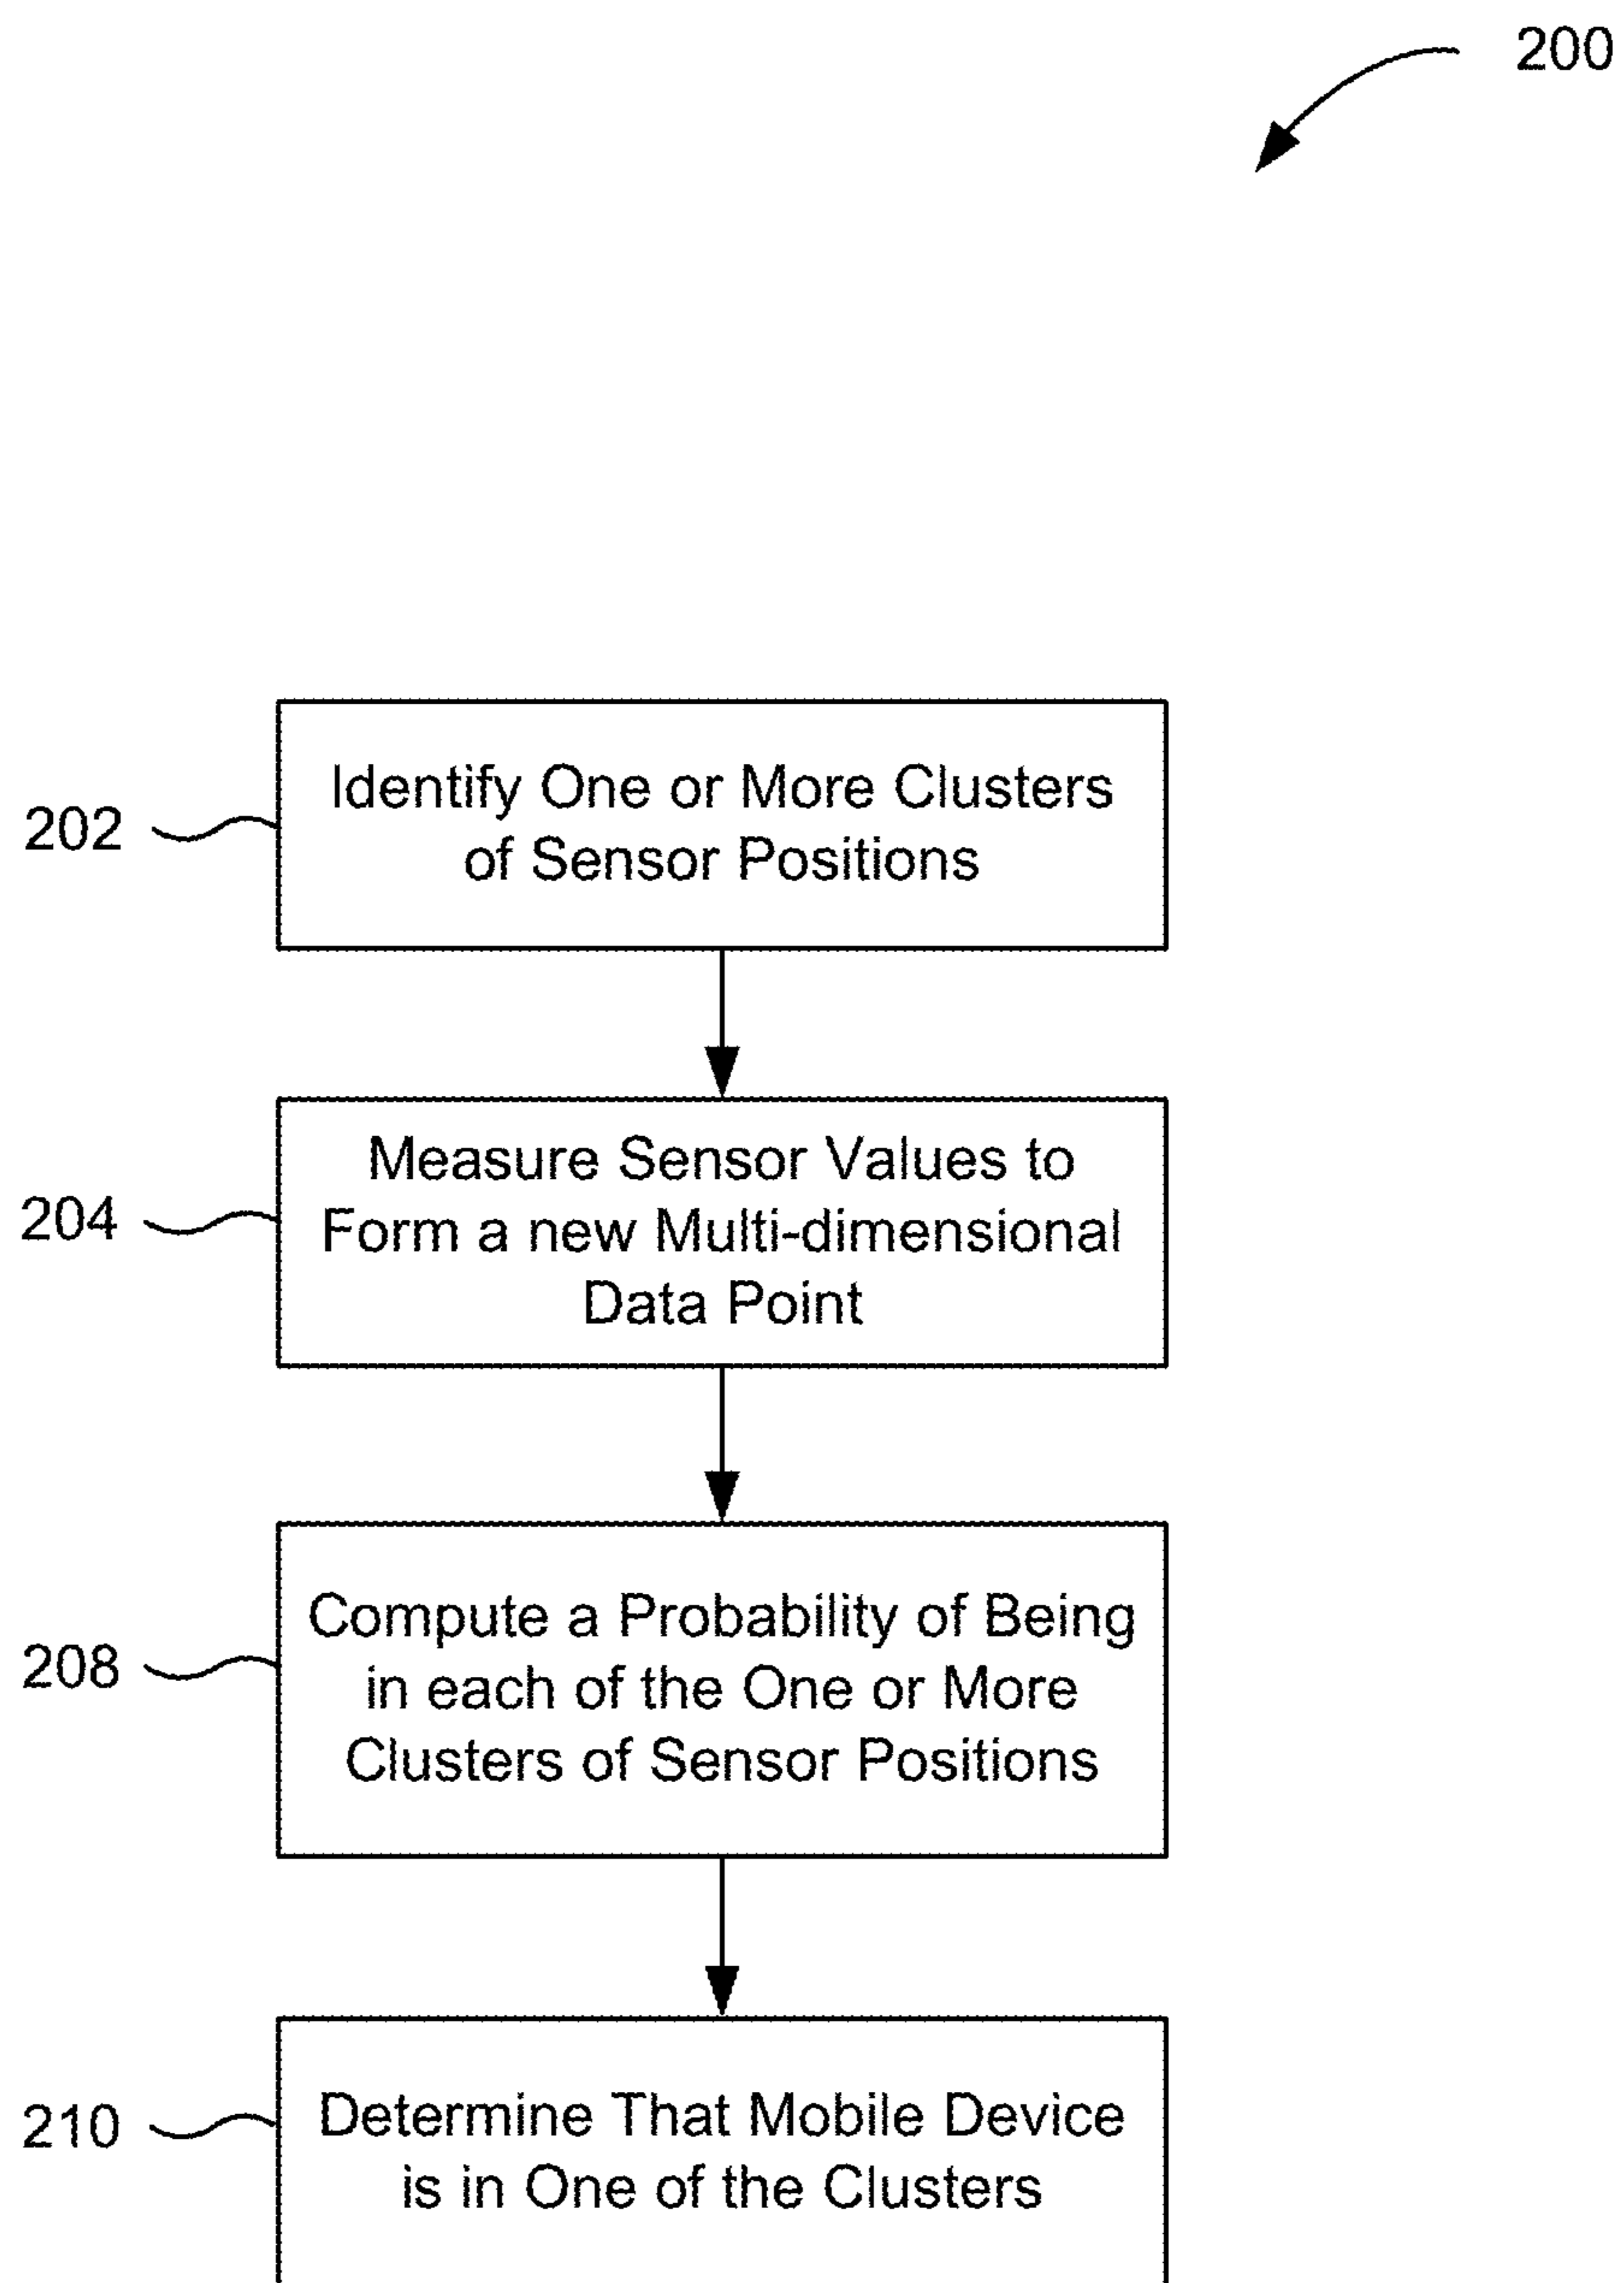 200
202
Identify One or More Clusters
of Sensor Positions
204
Measure Sensor Values to
Form a new Multi-dimensional
Data Point
208
Compute a Probability of Being
in each of the One or More
Clusters of Sensor Positions
210
Determine That Mobile Device
is in One of the Clusters